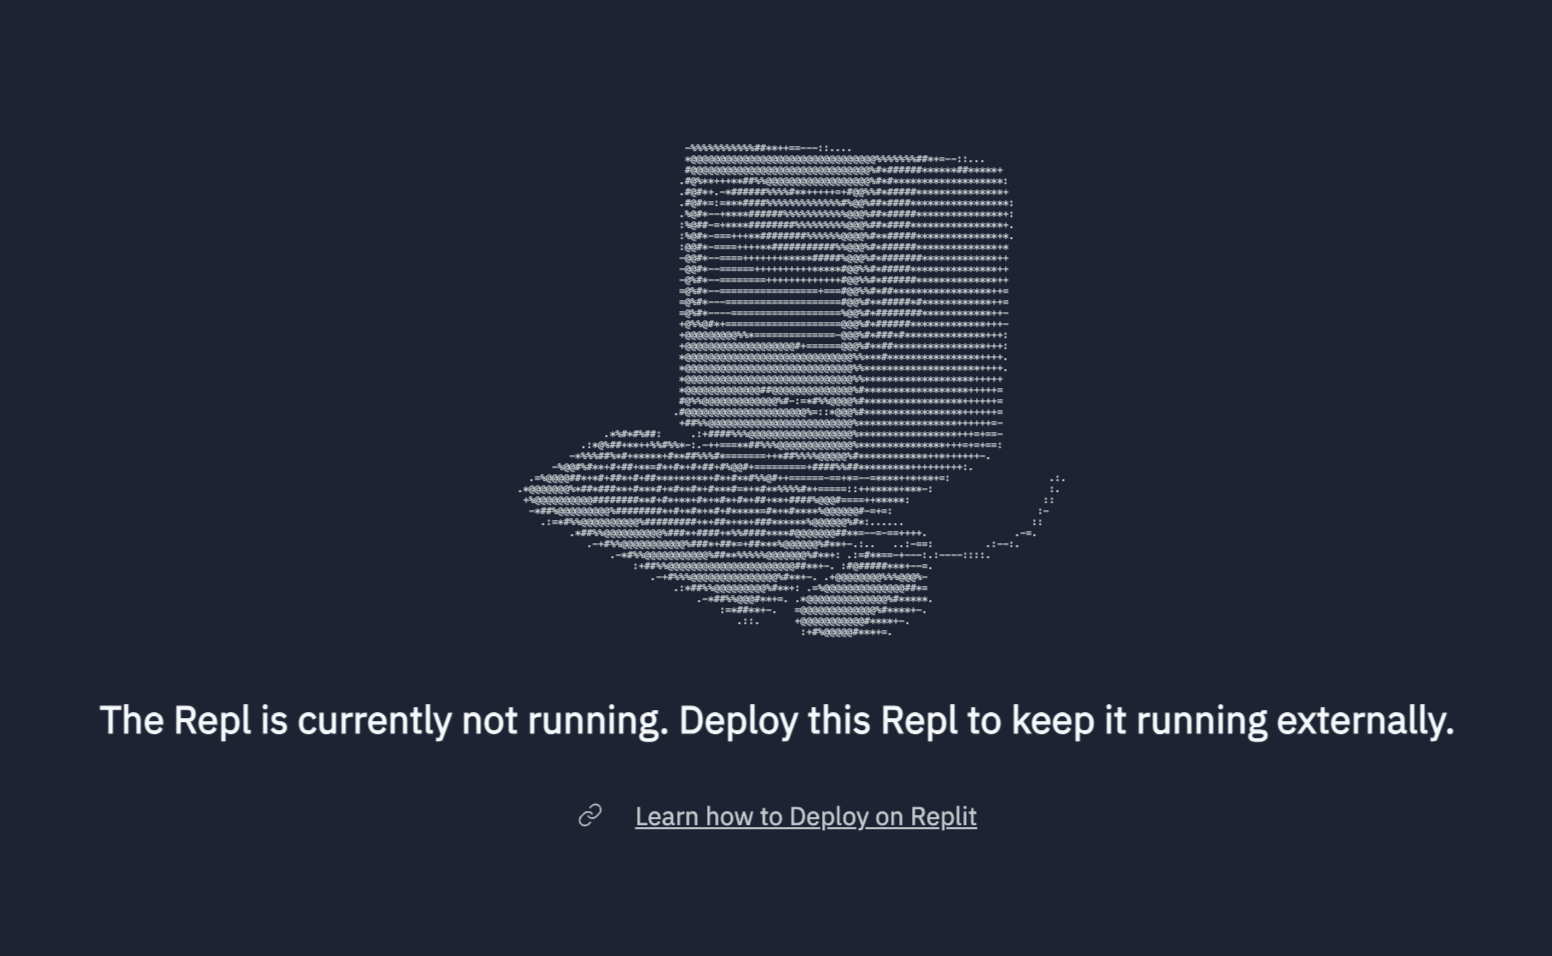 The Repl is currently not running. Deploy this Repl to keep it running externally.
Learn how to Deploy on Replit